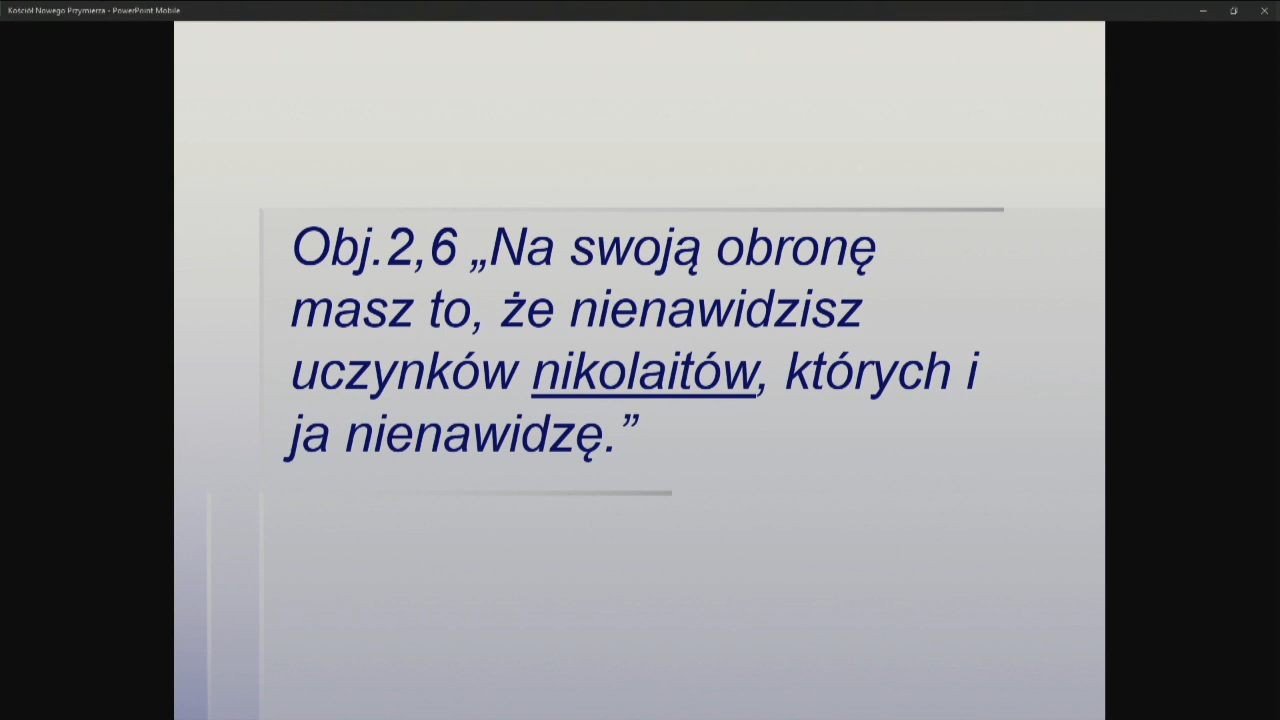 Kościół Nowego Przymierza - PowerPoint Mobile
Obj.2,6 „Na swoją obronę
masz to, że nienawidzisz
uczynków nikolaitów, których i
ja nienawidzę.”